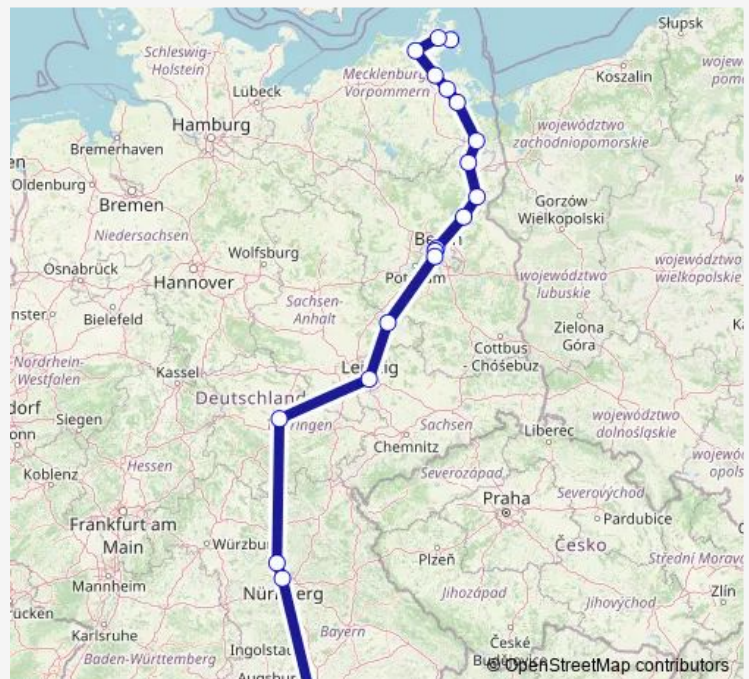 Słupsk
Schleswig-
Holstein
Koszalin
Mecklenburg-
Vorpommern
Lübeck
Hamburg
województwo
zachodniopomorskie
Bremerhaven
Oldenburg
Bremen
Gorzów
Wielkopolski
Niedersachsen
Wolfsburg
Osnabrück
Hannover
województwo
lubuskie
województwo
wielkopolskie
Sachsen-
Anhalt
Bielefeld
Zielona
Góra
Cottbus
- Chóśebuz
Nordrhein-
Westfalen
Kassel
Deutschland
województwo
dolnośląskie
Siegen
Sachsen
Liberec
Chemnitz
Hessen
Koblenz
Severozápad
Severovýchod
Praha
Frankfurt am
Main
Pardubice
Česko
Plzeň
Mannheim
Jihozápad
Jihovýchod
Zlín
Karlsruhe
Bayern
České
Baden-Württemberg
© OpenStreetMap contributors